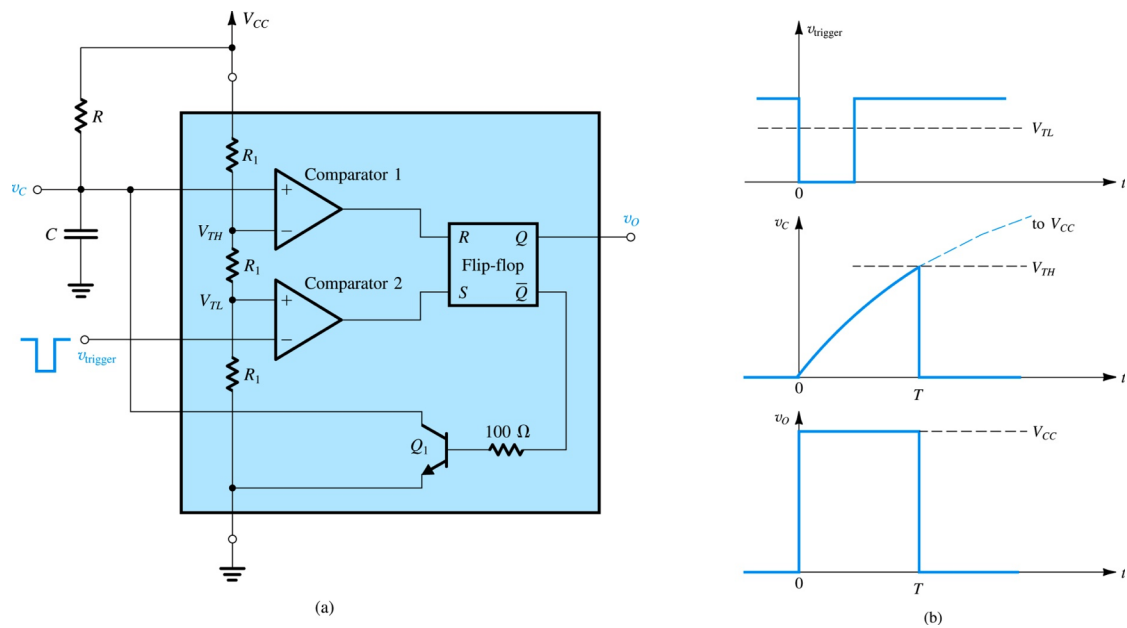 V_CC
R
v_C
C
R_1
Comparator 1
+
−
V_TH
R_1
Comparator 2
V_TL
+
−
v_trigger
R_1
R Q
Flip-flop
S Q̅
v_O
100 Ω
Q_1
(a)
v_trigger
V_TL
0
t
v_C
to V_CC
V_TH
0
T
t
v_O
V_CC
0
T
t
(b)